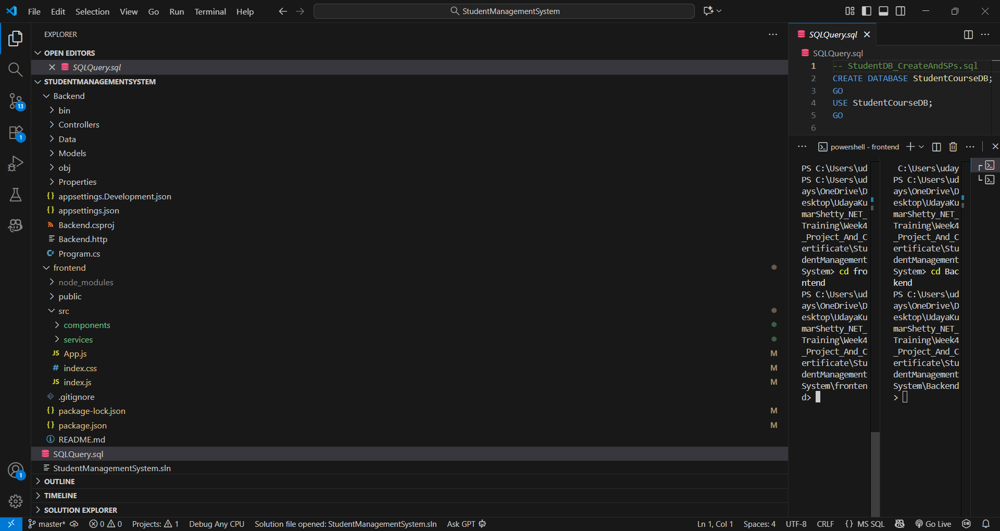 File Edit Selection View Go Run Terminal Help
StudentManagementSystem
EXPLORER
OPEN EDITORS
SQLQuery.sql
STUDENTMANAGEMENTSYSTEM
Backend
bin
Controllers
Data
Models
obj
Properties
{} appsettings.Development.json
{} appsettings.json
Backend.csproj
Backend.http
C# Program.cs
frontend
node_modules
public
src
components
services
JS App.js M
# index.css M
JS index.js M
.gitignore
{} package-lock.json M
{} package.json M
README.md
SQLQuery.sql
StudentManagementSystem.sln
OUTLINE
TIMELINE
SOLUTION EXPLORER
13
1
1
SQLQuery.sql
SQLQuery.sql
1 -- StudentDB_CreateAndSPs.sql
2 CREATE DATABASE StudentCourseDB;
3 GO
4 USE StudentCourseDB;
5 GO
6
powershell - frontend
PS C:\Users\ud
PS C:\Users\ud
ays\OneDrive\D
esktop\UdayaKu
marShetty_NET_
Training\Week4
_Project_And_C
ertificate\Stu
dentManagement
System> cd fro
ntend
PS C:\Users\ud
ays\OneDrive\D
esktop\UdayaKu
marShetty_NET_
Training\Week4
_Project_And_C
ertificate\Stu
dentManagement
System\fronten
d>
C:\Users\uday
PS C:\Users\ud
ays\OneDrive\D
esktop\UdayaKu
marShetty_NET_
Training\Week4
_Project_And_C
ertificate\Stu
dentManagement
System> cd Bac
kend
PS C:\Users\ud
ays\OneDrive\D
esktop\UdayaKu
marShetty_NET_
Training\Week4
_Project_And_C
ertificate\Stu
dentManagement
System\Backend
>
master* 0 0 Projects: 1 Debug Any CPU Solution file opened: StudentManagementSystem.sln Ask GPT Ln 1, Col 1 Spaces: 4 UTF-8 CRLF {} MS SQL Go Live